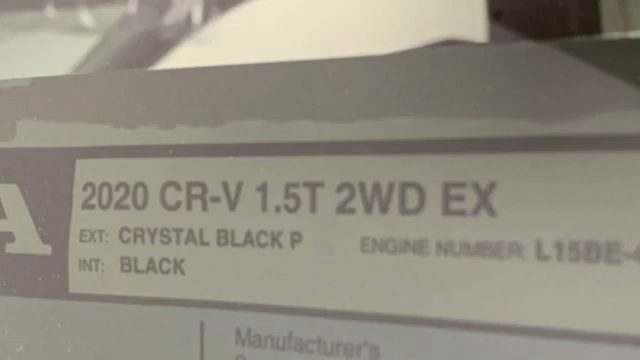 A
2020 CR-V 1.5T 2WD EX
EXT: CRYSTAL BLACK P
ENGINE NUMBER: L15BE-
INT: BLACK
Manufacturer's